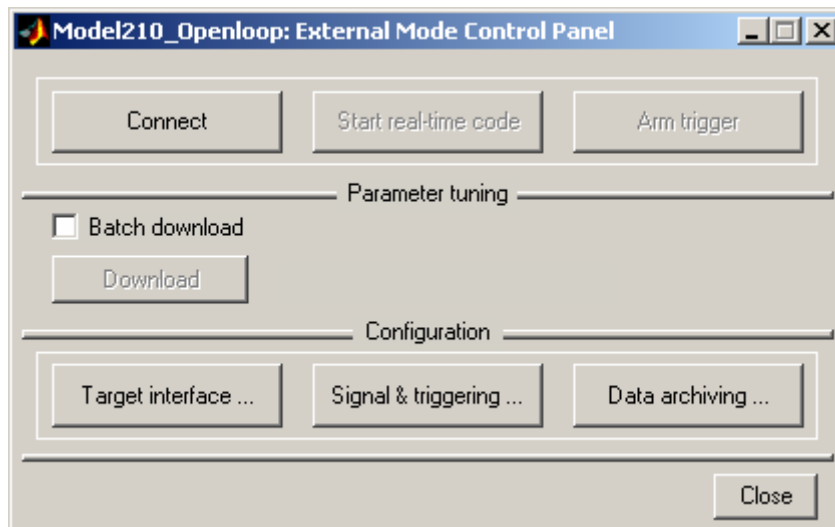 Model210_Openloop: External Mode Control Panel
Connect
Start real-time code
Arm trigger
Parameter tuning
Batch download
Download
Configuration
Target interface ...
Signal & triggering ...
Data archiving ...
Close